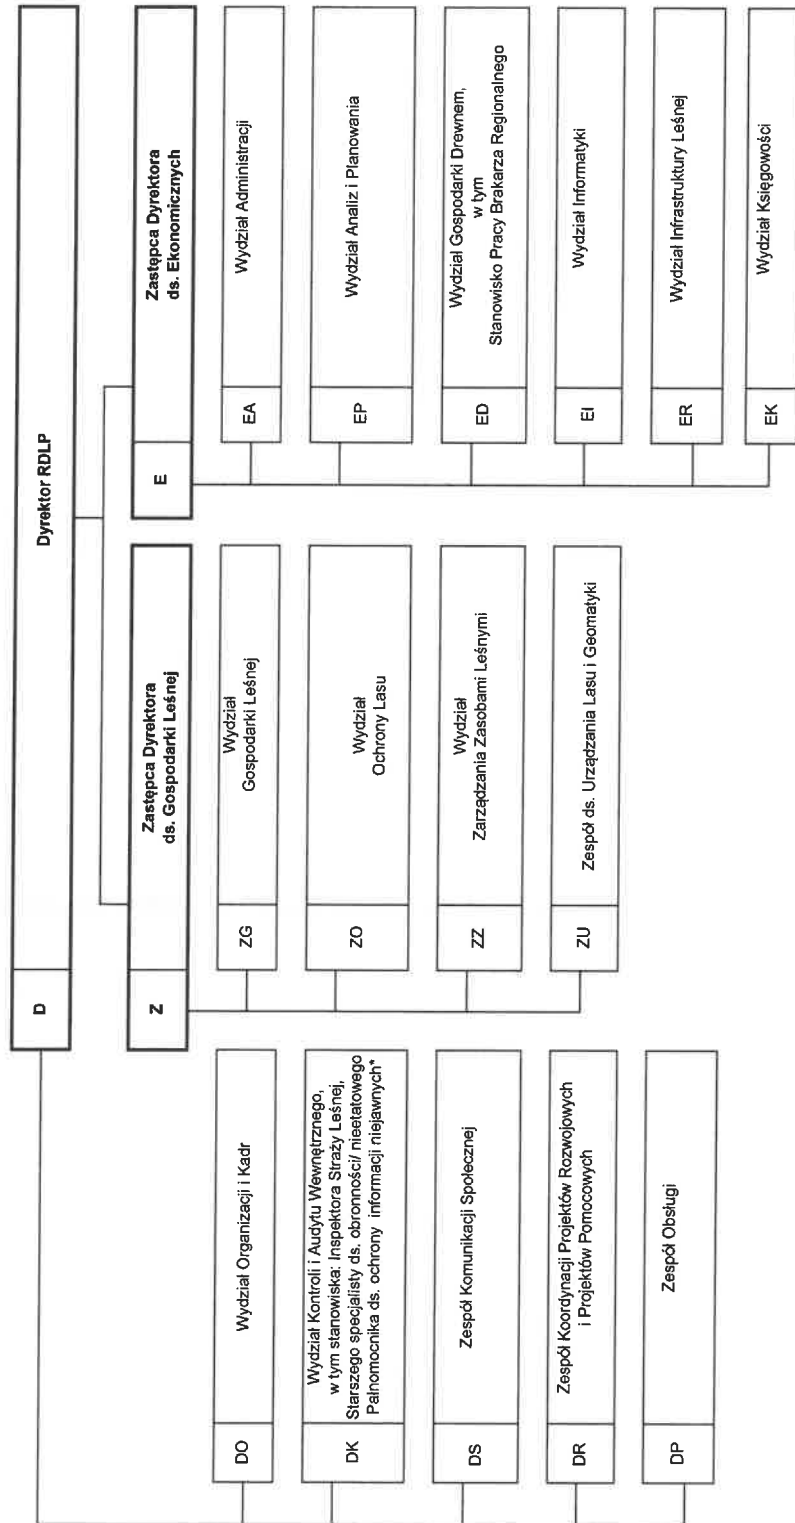 D
Dyrektor RDLP
Z
Zastępca Dyrektora
ds. Gospodarki Leśnej
E
Zastępca Dyrektora
ds. Ekonomicznych
DO
Wydział Organizacji i Kadr
DK
Wydział Kontroli i Audytu Wewnętrznego,
w tym stanowiska: Inspektora Straży Leśnej,
Starszego specjalisty ds. obronności/ nieetatowego
Pałnomocnika ds. ochrony informacji niejawnych*
DS
Zespół Komunikacji Społecznej
DR
Zespół Koordynacji Projektów Rozwojowych
i Projektów Pomocowych
DP
Zespół Obsługi
ZG
Wydział
Gospodarki Leśnej
ZO
Wydział
Ochrony Lasu
ZZ
Wydział
Zarządzania Zasobami Leśnymi
ZU
Zespół ds. Urządzania Lasu i Geomatyki
EA
Wydział Administracji
EP
Wydział Analiz i Planowania
ED
Wydział Gospodarki Drewnem,
w tym
Stanowisko Pracy Brakarza Regionalnego
EI
Wydział Informatyki
ER
Wydział Infrastruktury Leśnej
EK
Wydział Księgowości